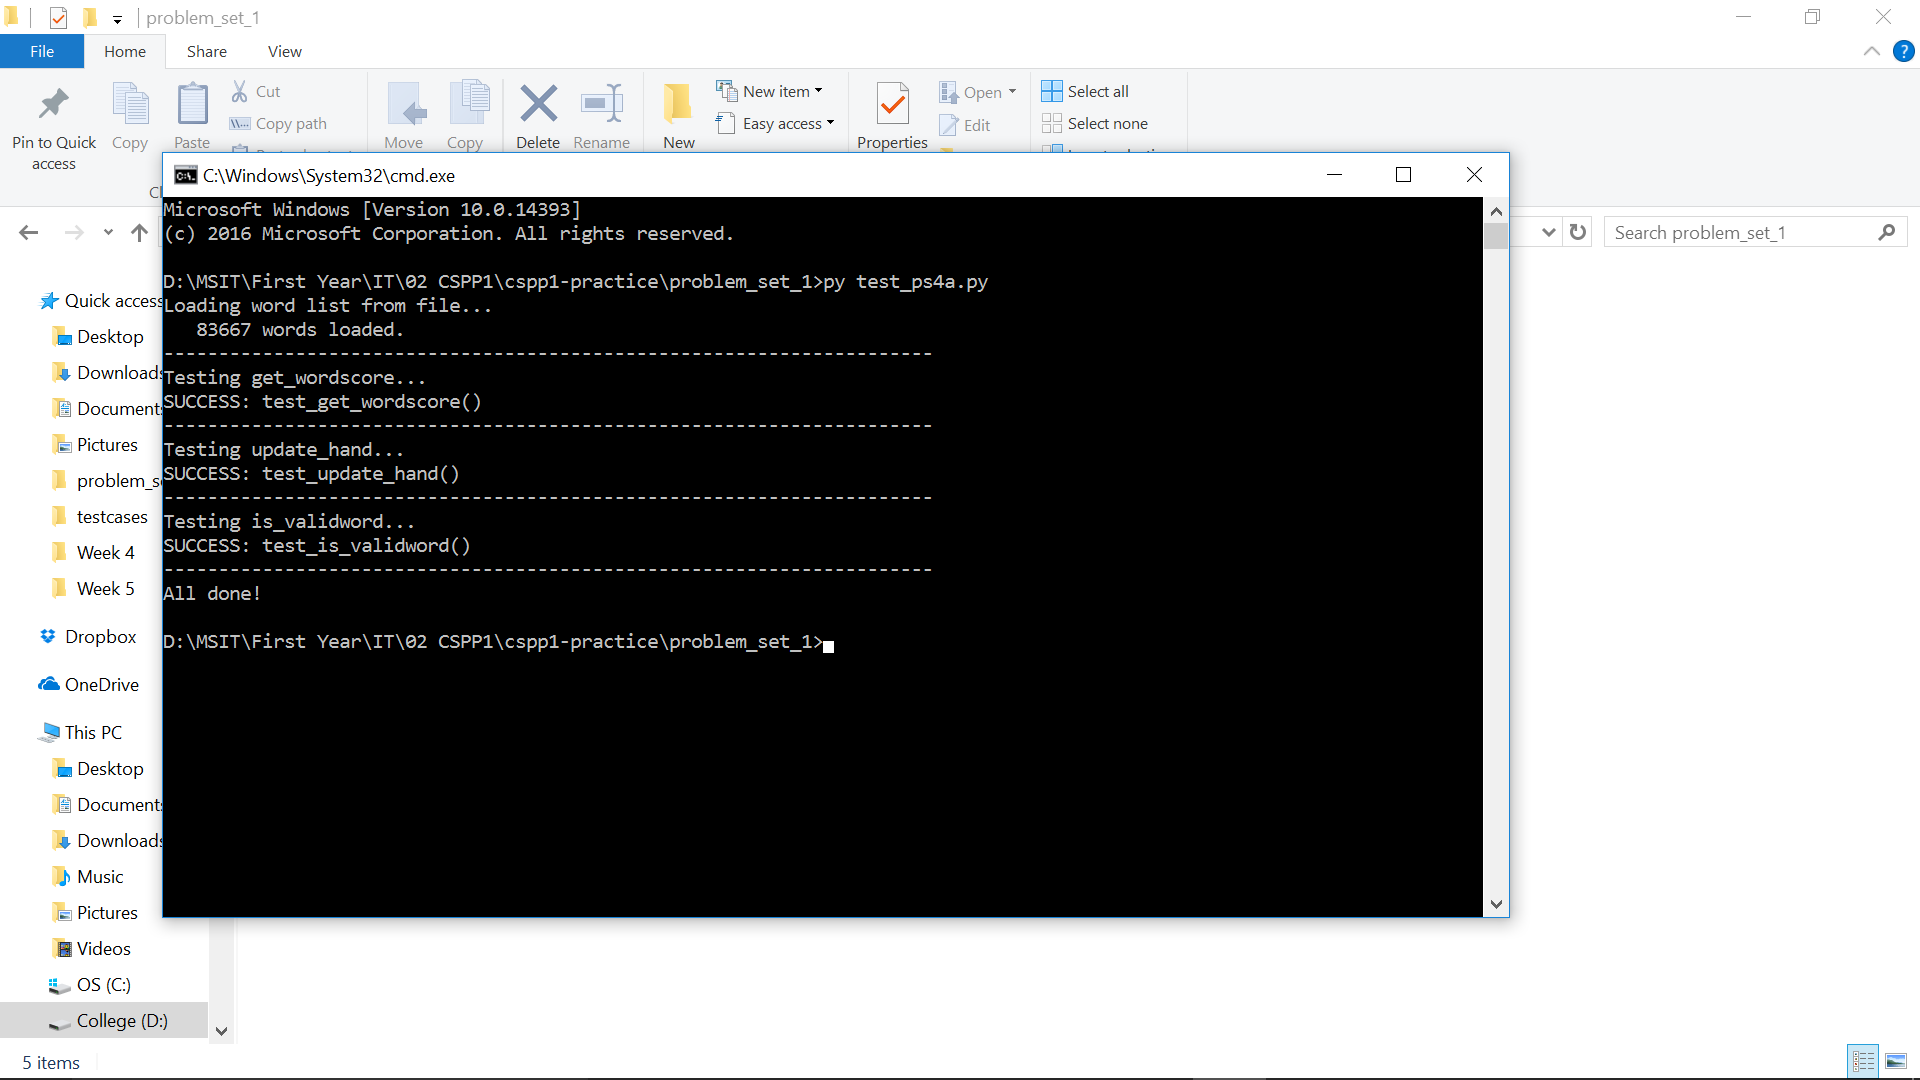 problem_set_1
File Home Share View
Pin to Quick access
Copy
Paste
Cut
Copy path
Move
Copy
Delete
Rename
New
New item
Easy access
Properties
Open
Edit
Select all
Select none
C:\Windows\System32\cmd.exe
Microsoft Windows [Version 10.0.14393]
(c) 2016 Microsoft Corporation. All rights reserved.
D:\MSIT\First Year\IT\02 CSPP1\cspp1-practice\problem_set_1>py test_ps4a.py
Loading word list from file...
   83667 words loaded.
----------------------------------------------------------------------
Testing get_wordscore...
SUCCESS: test_get_wordscore()
----------------------------------------------------------------------
Testing update_hand...
SUCCESS: test_update_hand()
----------------------------------------------------------------------
Testing is_validword...
SUCCESS: test_is_validword()
----------------------------------------------------------------------
All done!
D:\MSIT\First Year\IT\02 CSPP1\cspp1-practice\problem_set_1>
Search problem_set_1
Quick access
Desktop
Downloads
Documents
Pictures
problem_s
testcases
Week 4
Week 5
Dropbox
OneDrive
This PC
Desktop
Documents
Downloads
Music
Pictures
Videos
OS (C:)
College (D:)
5 items